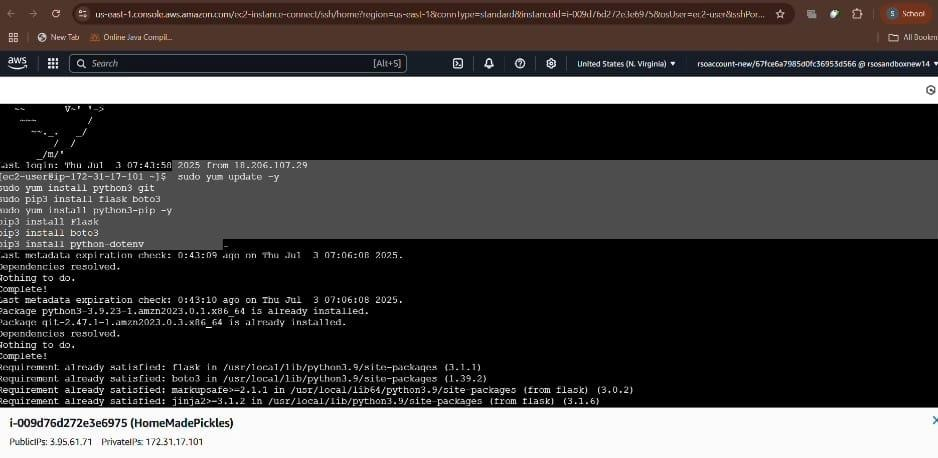 us-east-1.console.aws.amazon.com/ec2-instance-connect/ssh/home?region=us-east-1&connType=standard&instanceId=i-009d76d272e3e6975&osUser=ec2-user&sshPor...
School
New Tab
Online Java Compil...
All Bookm
aws
Search
[Alt+S]
United States (N. Virginia)
rsoaccount-new/67fce6a7985d0fc36953d566 @ rsosandboxnew14
~~ V~' '->
~~~ /
~~._. _/
_/ _/
_/m/'
Last login: Thu Jul  3 07:43:58 2025 from 18.206.107.29
[ec2-user@ip-172-31-17-101 ~]$  sudo yum update -y
sudo yum install python3 git
sudo pip3 install flask boto3
sudo yum install python3-pip -y
pip3 install Flask
pip3 install boto3
pip3 install python-dotenv
Last metadata expiration check: 0:43:09 ago on Thu Jul  3 07:06:08 2025.
Dependencies resolved.
Nothing to do.
Complete!
Last metadata expiration check: 0:43:10 ago on Thu Jul  3 07:06:08 2025.
Package python3-3.9.23-1.amzn2023.0.1.x86_64 is already installed.
Package git-2.47.1-1.amzn2023.0.3.x86_64 is already installed.
Dependencies resolved.
Nothing to do.
Complete!
Requirement already satisfied: flask in /usr/local/lib/python3.9/site-packages (3.1.1)
Requirement already satisfied: boto3 in /usr/local/lib/python3.9/site-packages (1.39.2)
Requirement already satisfied: markupsafe>=2.1.1 in /usr/local/lib64/python3.9/site-packages (from flask) (3.0.2)
Requirement already satisfied: jinja2>=3.1.2 in /usr/local/lib/python3.9/site-packages (from flask) (3.1.6)
i-009d76d272e3e6975 (HomeMadePickles)
PublicIPs: 3.95.61.71 PrivateIPs: 172.31.17.101